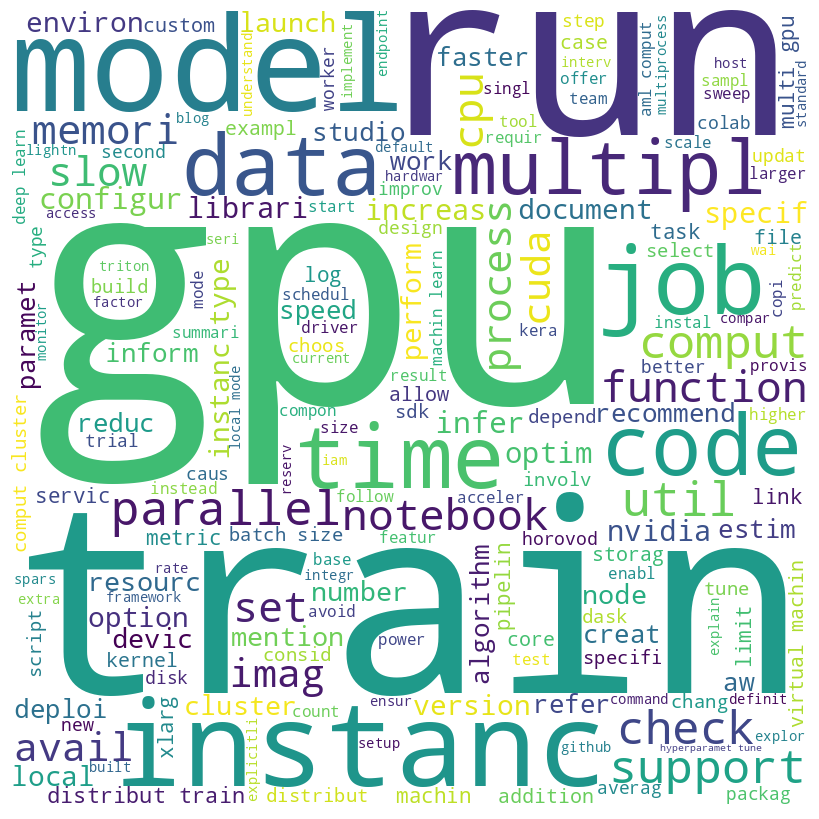 environ
custom
launch
model
run
step
case
interv
offer
team
understand
worker
implement
endpoint
faster
singl
cpu
tool
requir
aml comput
multiprocess
host
sampl
sweep
multi gpu
standard
colab
memori
blog
exampl
studio
default
lightn
second
deep learn
slow
data
work
hardwar
improv
multipl
scale
updat
larger
configur
access
librari
start
increas
document
design
specif
type
seri
gpu
process
cuda
task
file
select
wai
predict
triton
build
factor
mode
log
schedul
speed
driver
perform
machin learn
kera
job
instal
copi
compar
monitor
paramet
inform
summari
instanc type
local mode
choos
current
result
allow
sdk
comput
better
provis
function
higher
reduc
trial
compon
size
infer
depend
recommend
comput cluster
caus
iam
time
optim
code
servic
instead
reserv
follow
acceler
involv
util
link
parallel
notebook
nvidia
estim
metric
batch size
featur
horovod
storag
spars
rate
resourc
base
integr
train
pipelin
enabl
node
tune
virtual machin
extra
framework
option
set
number
avoid
algorithm
dask
explain
limit
script
devic
mention
consid
power
core
creat
kernel
disk
imag
test
specifi
aw
deploi
new
xlarg
cluster
count
ensur
version
refer
command
chang
definit
avail
instanc
setup
github
check
explor
hyperparamet tune
local
built
explicitli
support
distribut train
distribut
machin
addition
averag
packag